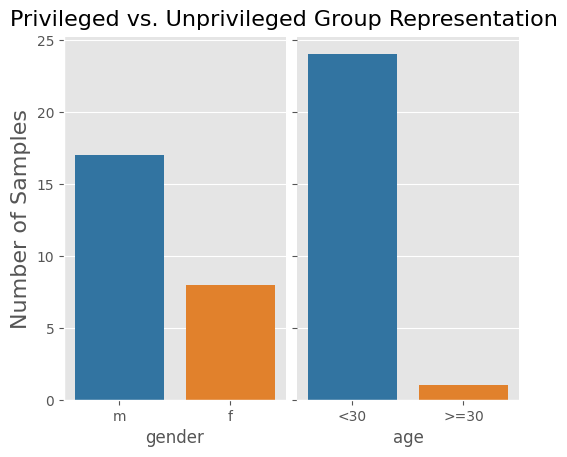 Privileged vs. Unprivileged Group Representation
Number of Samples
25
20
15
10
5
0
m f
gender
<30 >=30
age